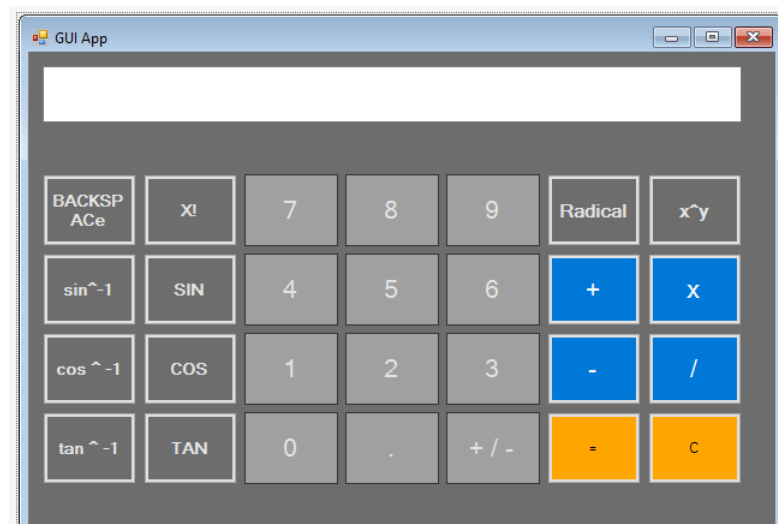 GUI App
BACKSP
ACe
X!
7
8
9
Radical
x^y
sin^-1
SIN
4
5
6
+
x
cos ^ -1
COS
1
2
3
-
/
tan ^ -1
TAN
0
.
+ / -
=
C